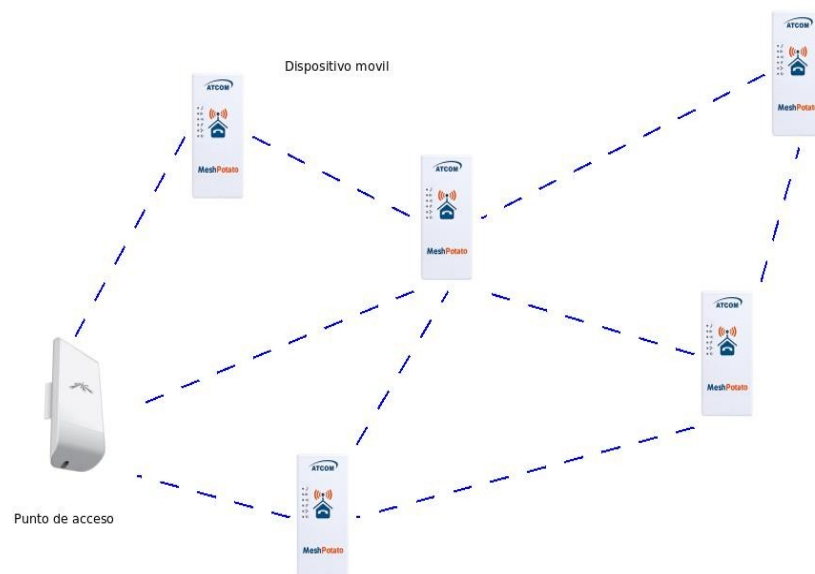 ATCOM
MeshPotato
Dispositivo movil
ATCOM
MeshPotato
ATCOM
MeshPotato
ATCOM
MeshPotato
Punto de acceso
ATCOM
MeshPotato